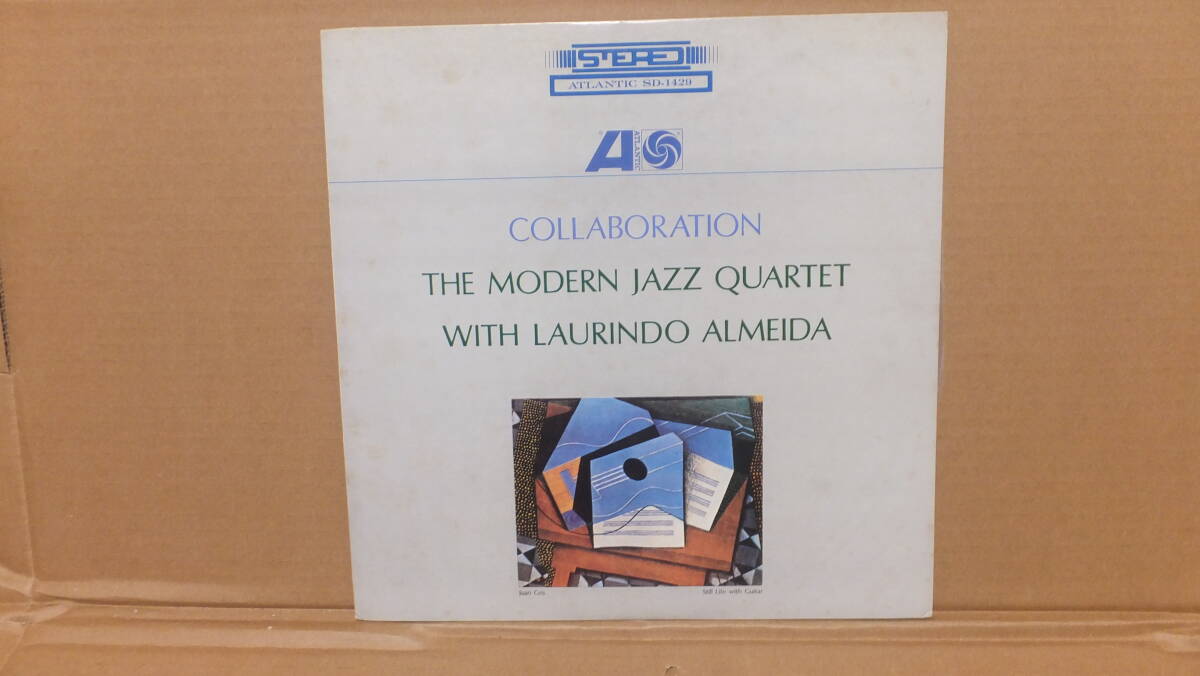 STEREO
ATLANTIC SD-1429
A ATLANTIC
COLLABORATION
THE MODERN JAZZ QUARTET
WITH LAURINDO ALMEIDA
Juan Gris Still Life with Guitar